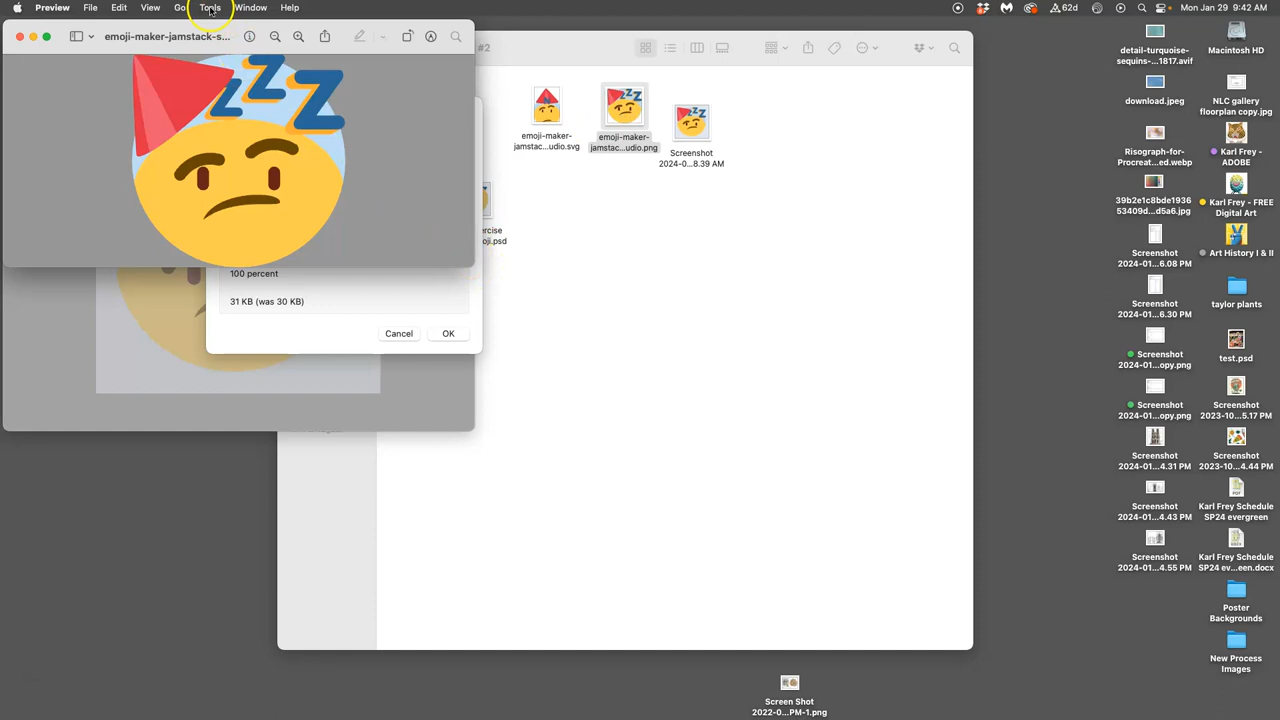 Preview File Edit View Go Tools Window Help 62d Mon Jan 29 9:42 AM
emoji-maker-jamstack-s...
#2
100 percent
31 KB (was 30 KB)
Cancel OK
emoji-maker-
jamstac...udio.svg
emoji-maker-
jamstac...udio.png
Screenshot
2024-0...8.39 AM
ercise
oji.psd
detail-turquoise-
sequins-...1817.avif
Macintosh HD
download.jpeg
NLC gallery
floorplan copy.jpg
Risograph-for-
Procreat...ed.webp
Karl Frey -
ADOBE
39b2e1c8bde1936
53409d...d5a6.jpg
Karl Frey - FREE
Digital Art
Screenshot
2024-01...6.08 PM
Art History I & II
Screenshot
2024-01...6.30 PM
taylor plants
Screenshot
2024-01...opy.png
test.psd
Screenshot
2024-01...opy.png
Screenshot
2023-10...5.17 PM
Screenshot
2024-01...4.31 PM
Screenshot
2023-10...4.44 PM
Screenshot
2024-01...4.43 PM
Karl Frey Schedule
SP24 evergreen
Screenshot
2024-01...4.55 PM
Karl Frey Schedule
SP24 ev...een.docx
Poster
Backgrounds
New Process
Images
Screen Shot
2022-0...PM-1.png